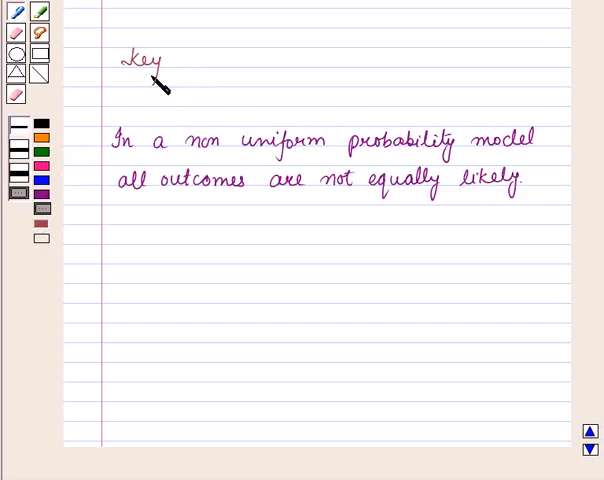 Key
In a non uniform probability model
all outcomes are not equally likely.